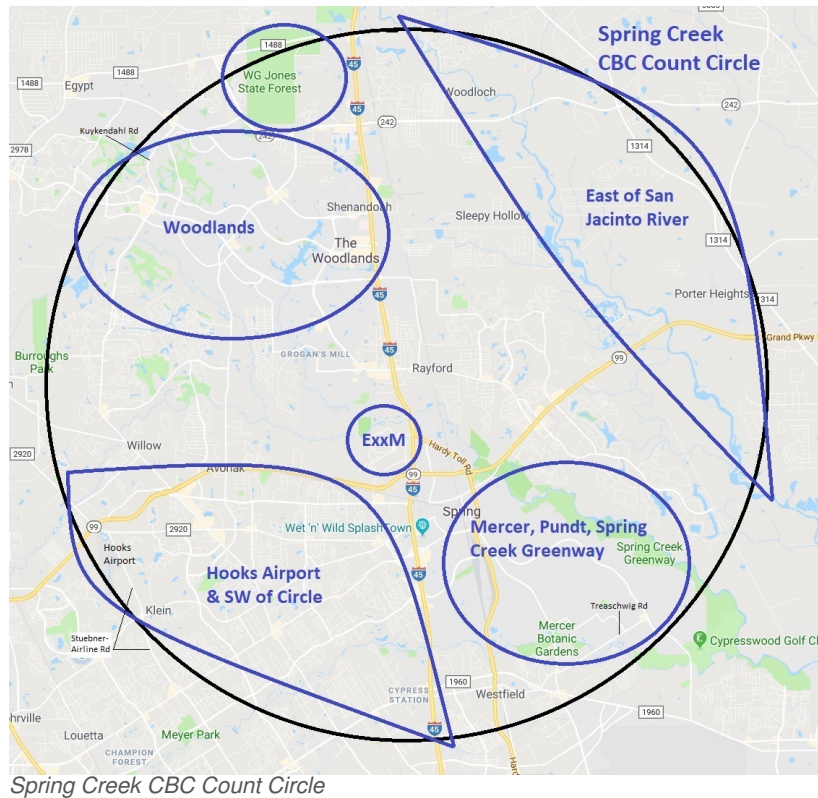 3083
Spring Creek
CBC Count Circle
1488
45
1488
1488
WG Jones
State Forest
Egypt
Woodloch
45
242
242
Kuykendahl Rd
242
1314
2978
East of San
Jacinto River
Shenandoah
Sleepy Hollow
Woodlands
The
Woodlands
1314
45
Porter Heights
1314
Grand Pkwy
45
GROGAN'S MILL
99
Burroughs
Park
Rayford
ExxM
Willow
Hardy Toll Rd
2920
Avonak
99
45
Spring
99
2920
Wet 'n' Wild SplashTown
Mercer, Pundt, Spring
Creek Greenway
Hooks
Airport
Spring Creek
Greenway
Hooks Airport
& SW of Circle
45
Klein
Treaschwig Rd
Stuebner-
Airline Rd
Mercer
Botanic
Gardens
Cypresswood Golf Cl
1960
CYPRESS
STATION
Westfield
1960
Louetta
Meyer Park
45
CHAMPION
FOREST
Spring Creek CBC Count Circle